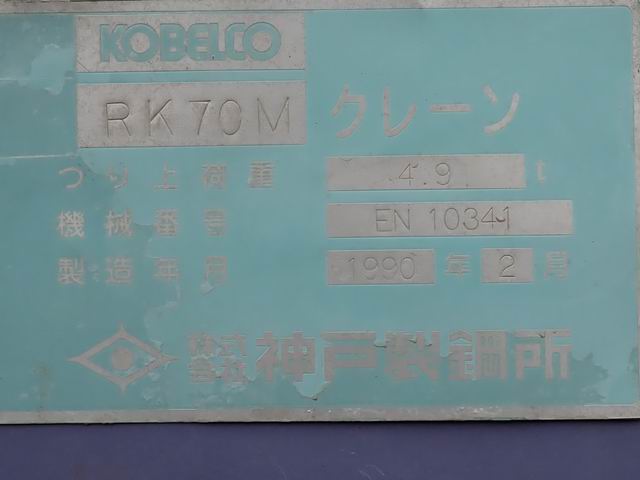 KOBELCO
RK70M クレーン
つり上荷重 4.9 t
機械番号 EN 10341
製造年月 1990 年 2 月
株式会社 神戸製鋼所